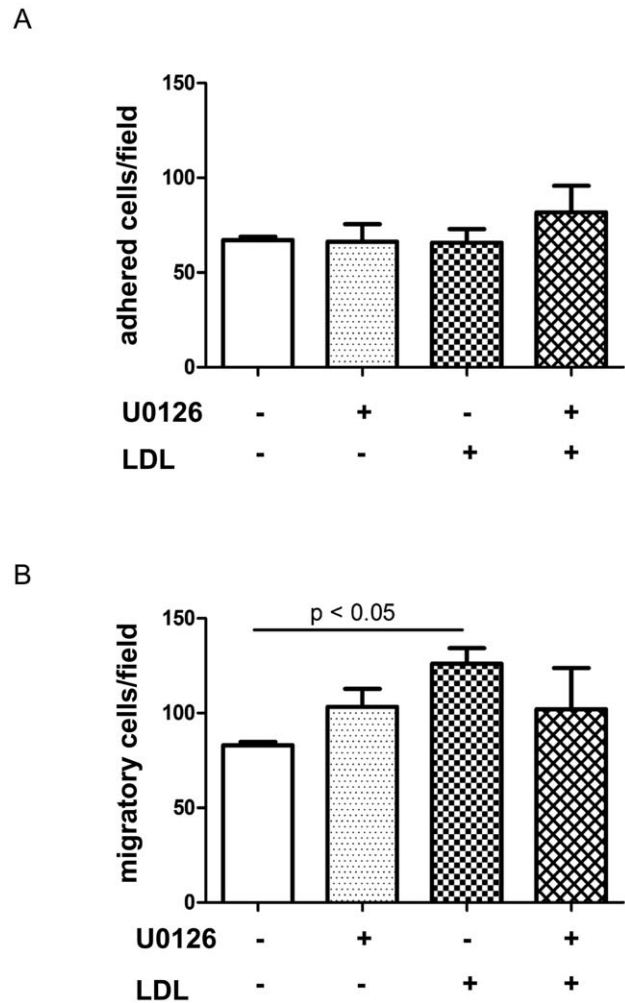 A
adhered cells/field
150
100
50
0
U0126 - + - +
LDL - - + +
B
migratory cells/field
p < 0.05
150
100
50
0
U0126 - + - +
LDL - - + +